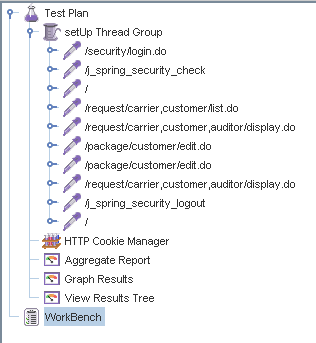 Test Plan
setUp Thread Group
/security/login.do
/j_spring_security_check
/
/request/carrier,customer/list.do
/request/carrier,customer,auditor/display.do
/package/customer/edit.do
/package/customer/edit.do
/request/carrier,customer,auditor/display.do
/j_spring_security_logout
/
HTTP Cookie Manager
Aggregate Report
Graph Results
View Results Tree
WorkBench